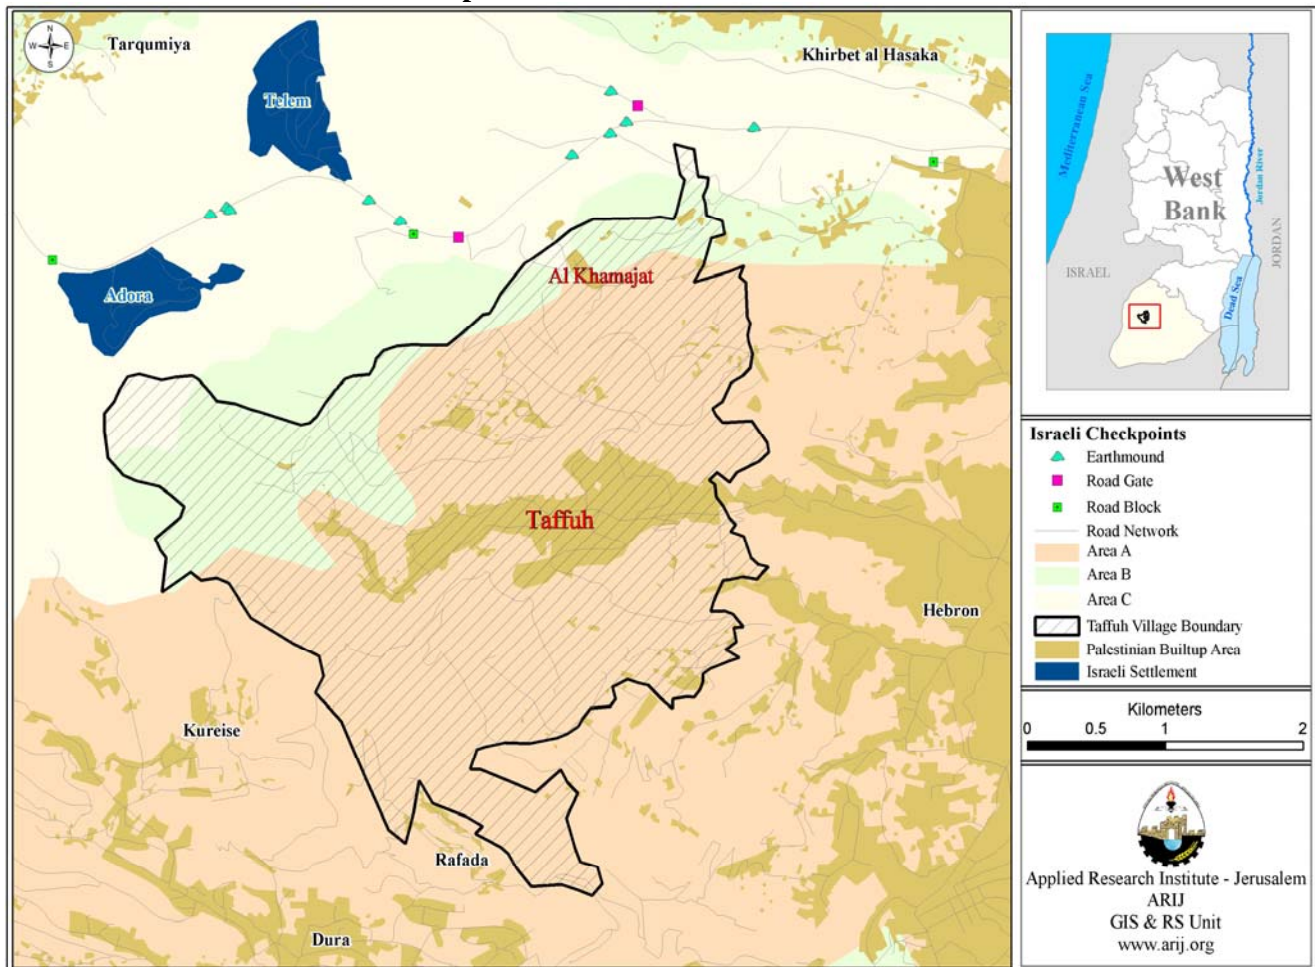 N
W E
S
Tarqumiya
Khirbet al Hasaka
Telem
Adora
Al Khamajat
Taffuh
Hebron
Kureise
Rafada
Dura
Mediterranean Sea
West
Bank
Jordan River
JORDAN
ISRAEL
Dead Sea
Israeli Checkpoints
Earthmound
Road Gate
Road Block
Road Network
Area A
Area B
Area C
Taffuh Village Boundary
Palestinian Builtup Area
Israeli Settlement
Kilometers
0 0.5 1 2
Applied Research Institute - Jerusalem
ARIJ
GIS & RS Unit
www.arij.org